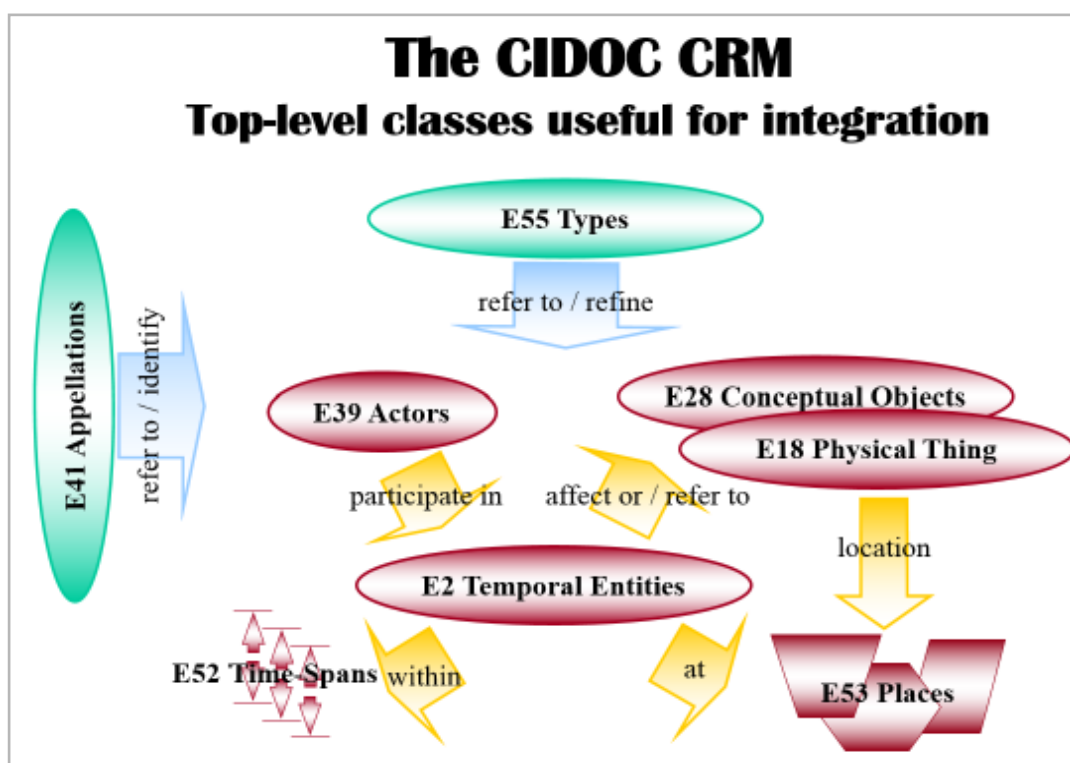 The CIDOC CRM
Top-level classes useful for integration
E55 Types
refer to / refine
E41 Appellations
refer to / identify
E39 Actors
E28 Conceptual Objects
E18 Physical Thing
participate in
affect or / refer to
location
E2 Temporal Entities
E52 Time-Spans
within
at
E53 Places